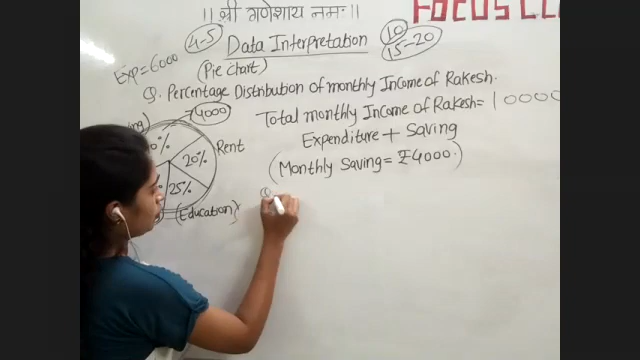 ||श्री गणेशाय नमः||
FOCUS CL
4-5
Data Interpretation
10
15-20
(Pie chart)
Exp=6000
Q. Percentage Distribution of monthly Income of Rakesh.
4000
Total monthly Income of Rakesh= 10000
Expenditure + Saving
(Monthly Saving= ₹4000.)
Rent
20%
25%
(Education)